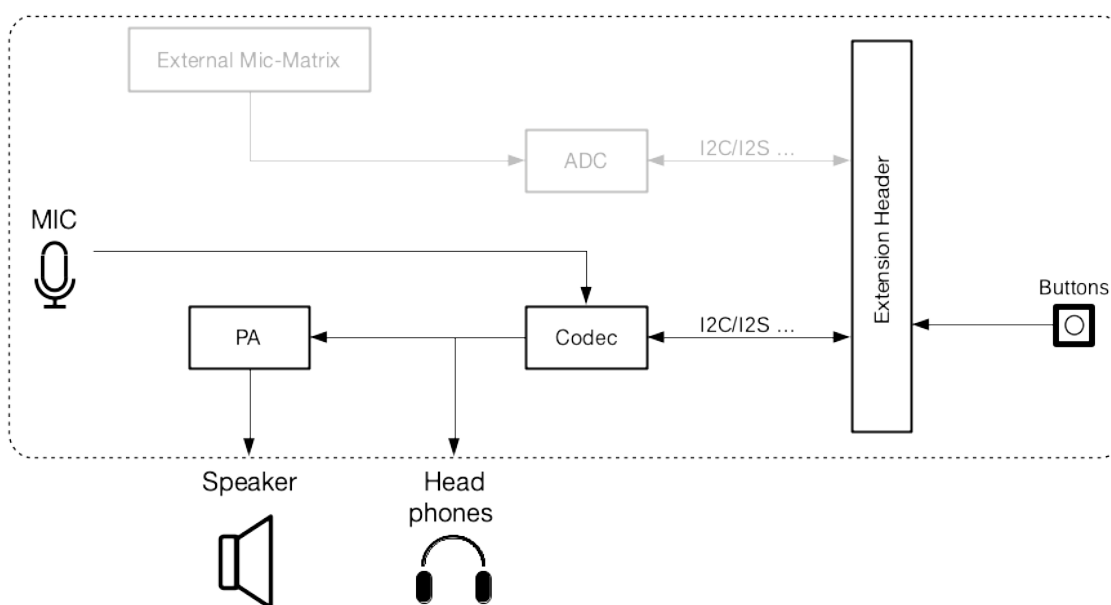 External Mic-Matrix
ADC
I2C/I2S ...
Extension Header
MIC
Buttons
PA
Codec
I2C/I2S ...
Speaker
Head
phones